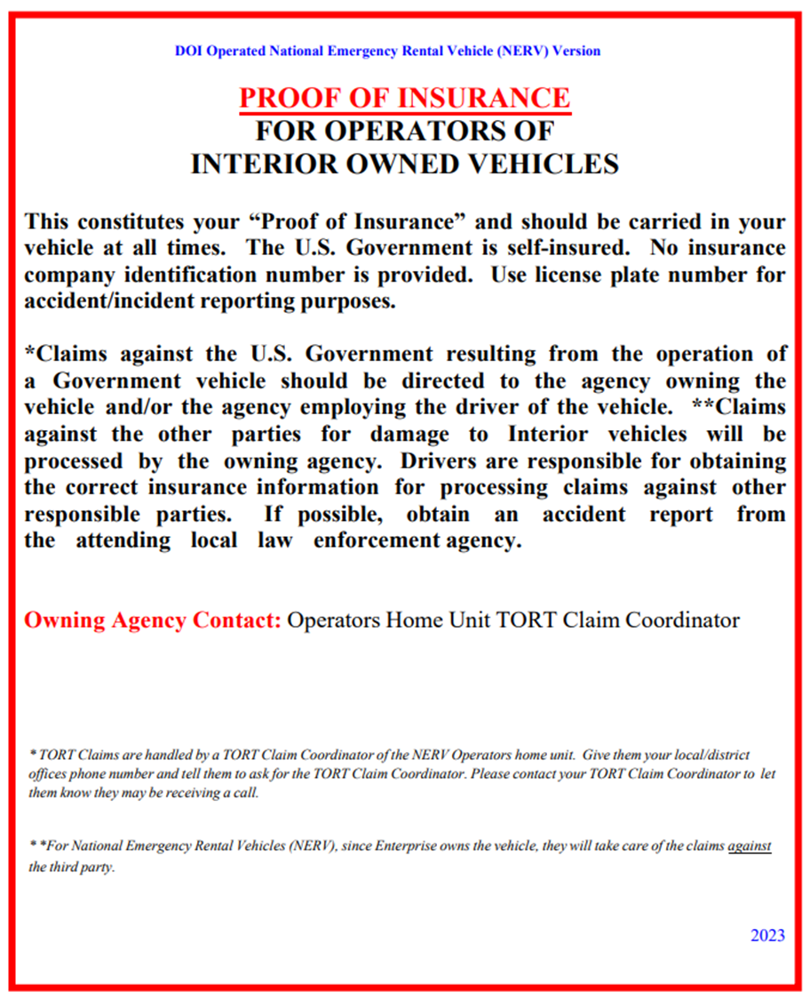 DOI Operated National Emergency Rental Vehicle (NERV) Version
PROOF OF INSURANCE
FOR OPERATORS OF
INTERIOR OWNED VEHICLES
This constitutes your “Proof of Insurance” and should be carried in your
vehicle at all times. The U.S. Government is self-insured. No insurance
company identification number is provided. Use license plate number for
accident/incident reporting purposes.
*Claims against the U.S. Government resulting from the operation of
a Government vehicle should be directed to the agency owning the
vehicle and/or the agency employing the driver of the vehicle. **Claims
against the other parties for damage to Interior vehicles will be
processed by the owning agency. Drivers are responsible for obtaining
the correct insurance information for processing claims against other
responsible parties. If possible, obtain an accident report from
the attending local law enforcement agency.
Owning Agency Contact: Operators Home Unit TORT Claim Coordinator
* TORT Claims are handled by a TORT Claim Coordinator of the NERV Operators home unit. Give them your local/district
offices phone number and tell them to ask for the TORT Claim Coordinator. Please contact your TORT Claim Coordinator to let
them know they may be receiving a call.
* *For National Emergency Rental Vehicles (NERV), since Enterprise owns the vehicle, they will take care of the claims against
the third party.
2023